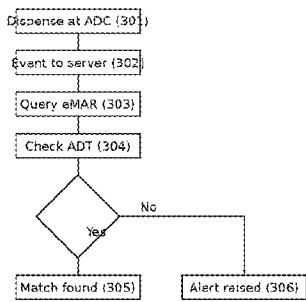 Dispense at ADC (301)
Event to server (302)
Query eMAR (303)
Check ADT (304)
No
Yes
Match found (305)
Alert raised (306)